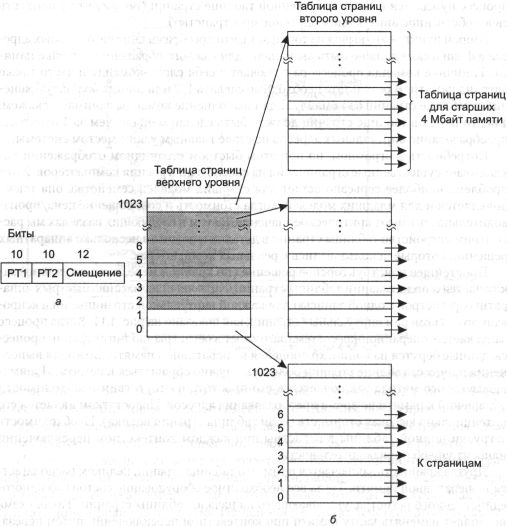 Таблица страниц
второго уровня
Таблица страниц
для старших
4 Мбайт памяти
Таблица страниц
верхнего уровня
1023
Биты
10 10 12
PT1 PT2 Смещение
а
5
4
3
2
1
0
1023
6
5
4
3
2
1
0
К страницам
б